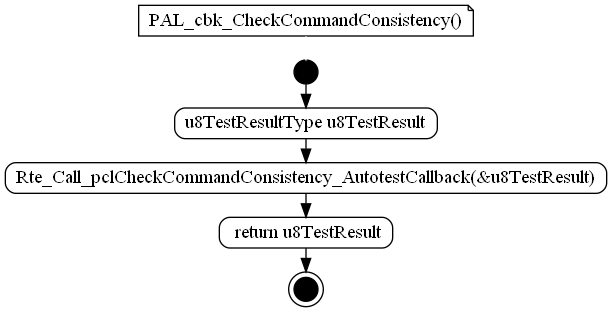 PAL_cbk_CheckCommandConsistency()
u8TestResultType u8TestResult
Rte_Call_pclCheckCommandConsistency_AutotestCallback(&u8TestResult)
return u8TestResult